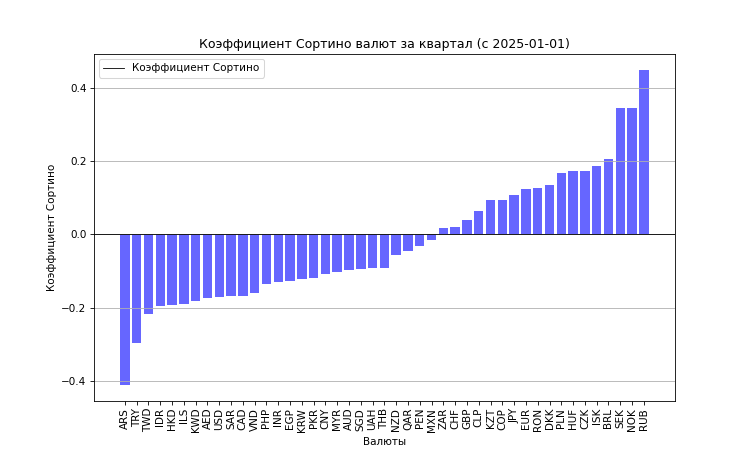 Коэффициент Сортино валют за квартал (с 2025-01-01)
Коэффициент Сортино
Коэффициент Сортино
0.4
0.2
0.0
−0.2
−0.4
ARS
TRY
TWD
IDR
HKD
ILS
KWD
AED
USD
SAR
CAD
VND
PHP
INR
EGP
KRW
PKR
CNY
MYR
AUD
SGD
UAH
THB
NZD
QAR
PEN
MXN
ZAR
CHF
GBP
CLP
KZT
COP
JPY
EUR
RON
DKK
PLN
HUF
CZK
ISK
BRL
SEK
NOK
RUB
Валюты